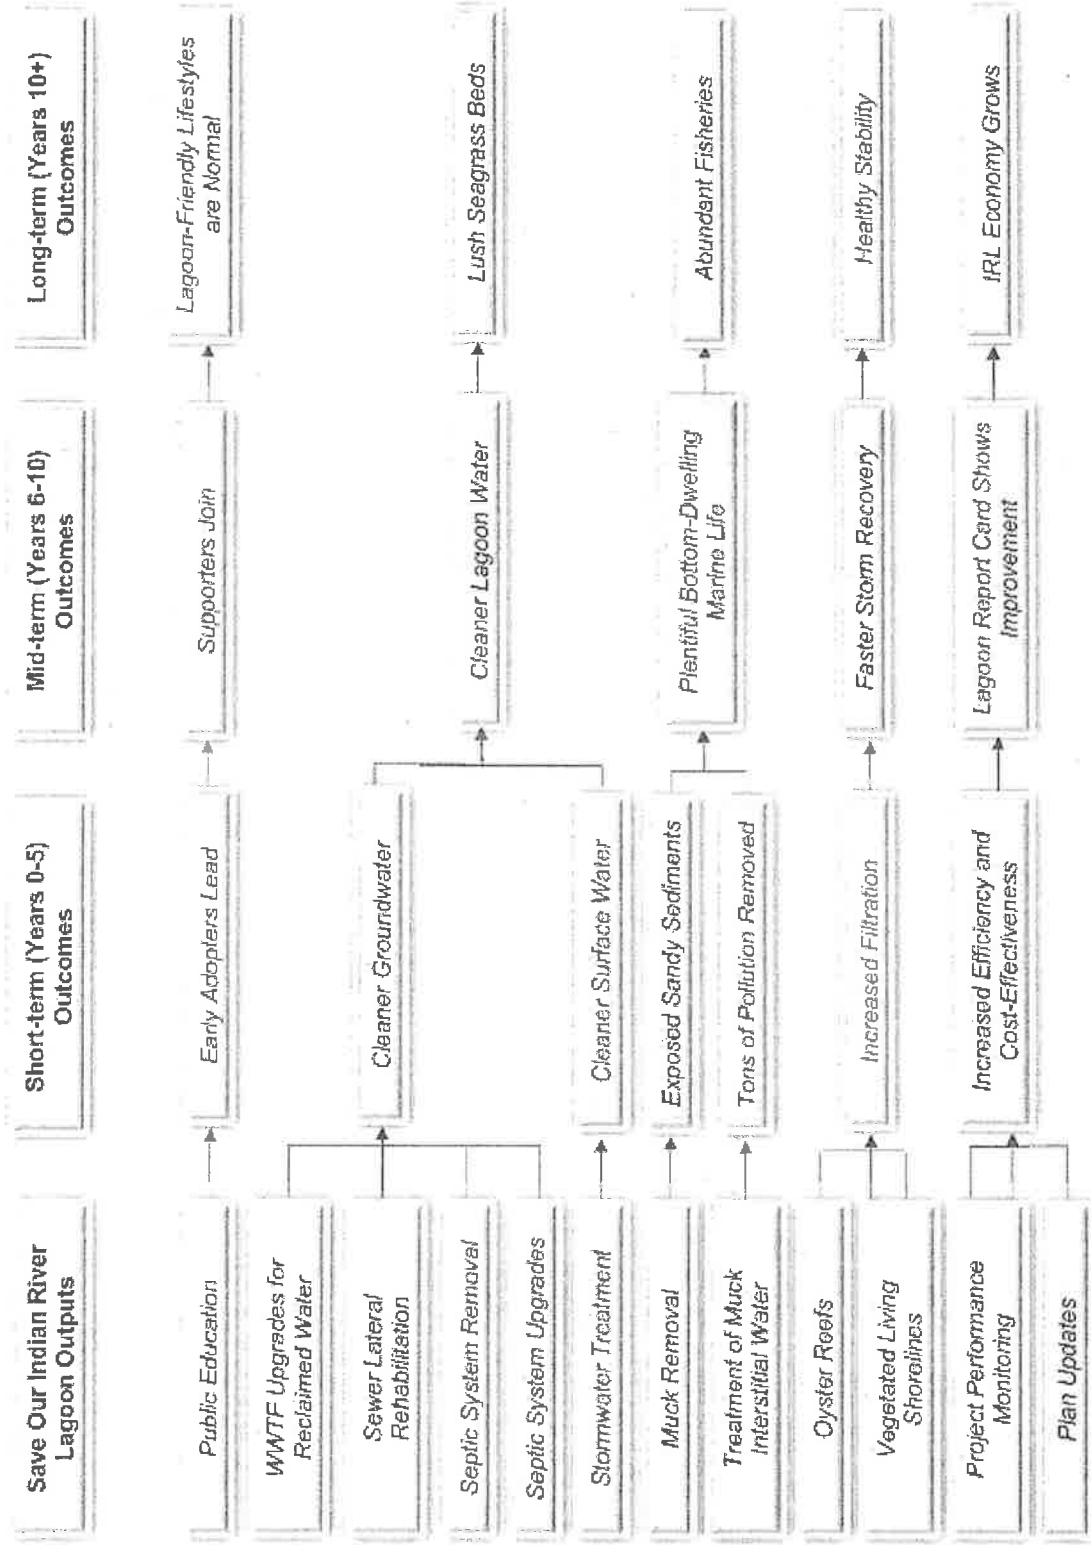 Save Our Indian River
Lagoon Outputs
Short-term (Years 0-5)
Outcomes
Mid-term (Years 6-10)
Outcomes
Long-term (Years 10+)
Outcomes
Public Education
Early Adopters Lead
Supporters Join
Lagoon-Friendly Lifestyles
are Normal
WWTF Upgrades for
Reclaimed Water
Sewer Lateral
Rehabilitation
Septic System Removal
Septic System Upgrades
Cleaner Groundwater
Stormwater Treatment
Cleaner Surface Water
Cleaner Lagoon Water
Lush Seagrass Beds
Muck Removal
Exposed Sandy Sediments
Treatment of Muck
Interstitial Water
Tons of Pollution Removed
Plentiful Bottom-Dwelling
Marine Life
Abundant Fisheries
Oyster Reefs
Vegetated Living
Shorelines
Increased Filtration
Faster Storm Recovery
Healthy Stability
Project Performance
Monitoring
Plan Updates
Increased Efficiency and
Cost-Effectiveness
Lagoon Report Card Shows
Improvement
IRL Economy Grows